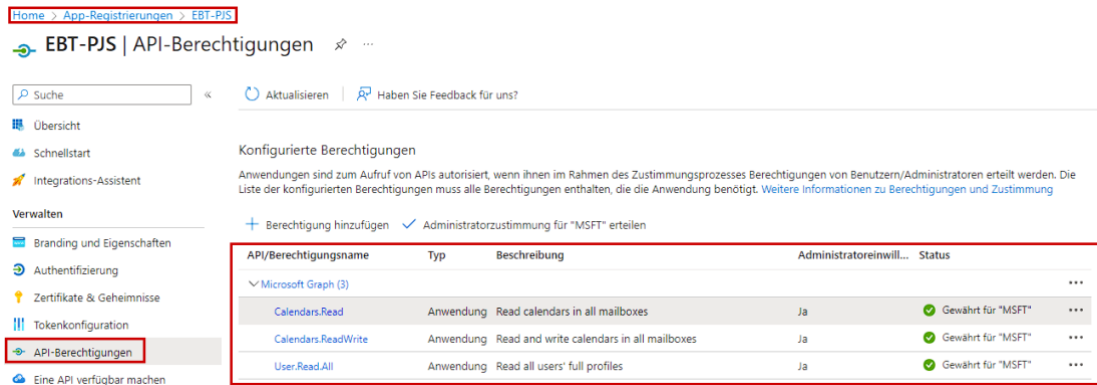 Home > App-Registrierungen > EBT-PJS
EBT-PJS | API-Berechtigungen
Suche
Aktualisieren
Haben Sie Feedback für uns?
Übersicht
Schnellstart
Integrations-Assistent
Verwalten
Branding und Eigenschaften
Authentifizierung
Zertifikate & Geheimnisse
Tokenkonfiguration
API-Berechtigungen
Eine API verfügbar machen
Konfigurierte Berechtigungen
Anwendungen sind zum Aufruf von APIs autorisiert, wenn ihnen im Rahmen des Zustimmungsprozesses Berechtigungen von Benutzern/Administratoren erteilt werden. Die
Liste der konfigurierten Berechtigungen muss alle Berechtigungen enthalten, die die Anwendung benötigt. Weitere Informationen zu Berechtigungen und Zustimmung
Berechtigung hinzufügen Administratorzustimmung für "MSFT" erteilen
API/Berechtigungsname Typ Beschreibung Administratoreinwill... Status
Microsoft Graph (3)
Calendars.Read Anwendung Read calendars in all mailboxes Ja Gewährt für "MSFT"
Calendars.ReadWrite Anwendung Read and write calendars in all mailboxes Ja Gewährt für "MSFT"
User.Read.All Anwendung Read all users' full profiles Ja Gewährt für "MSFT"